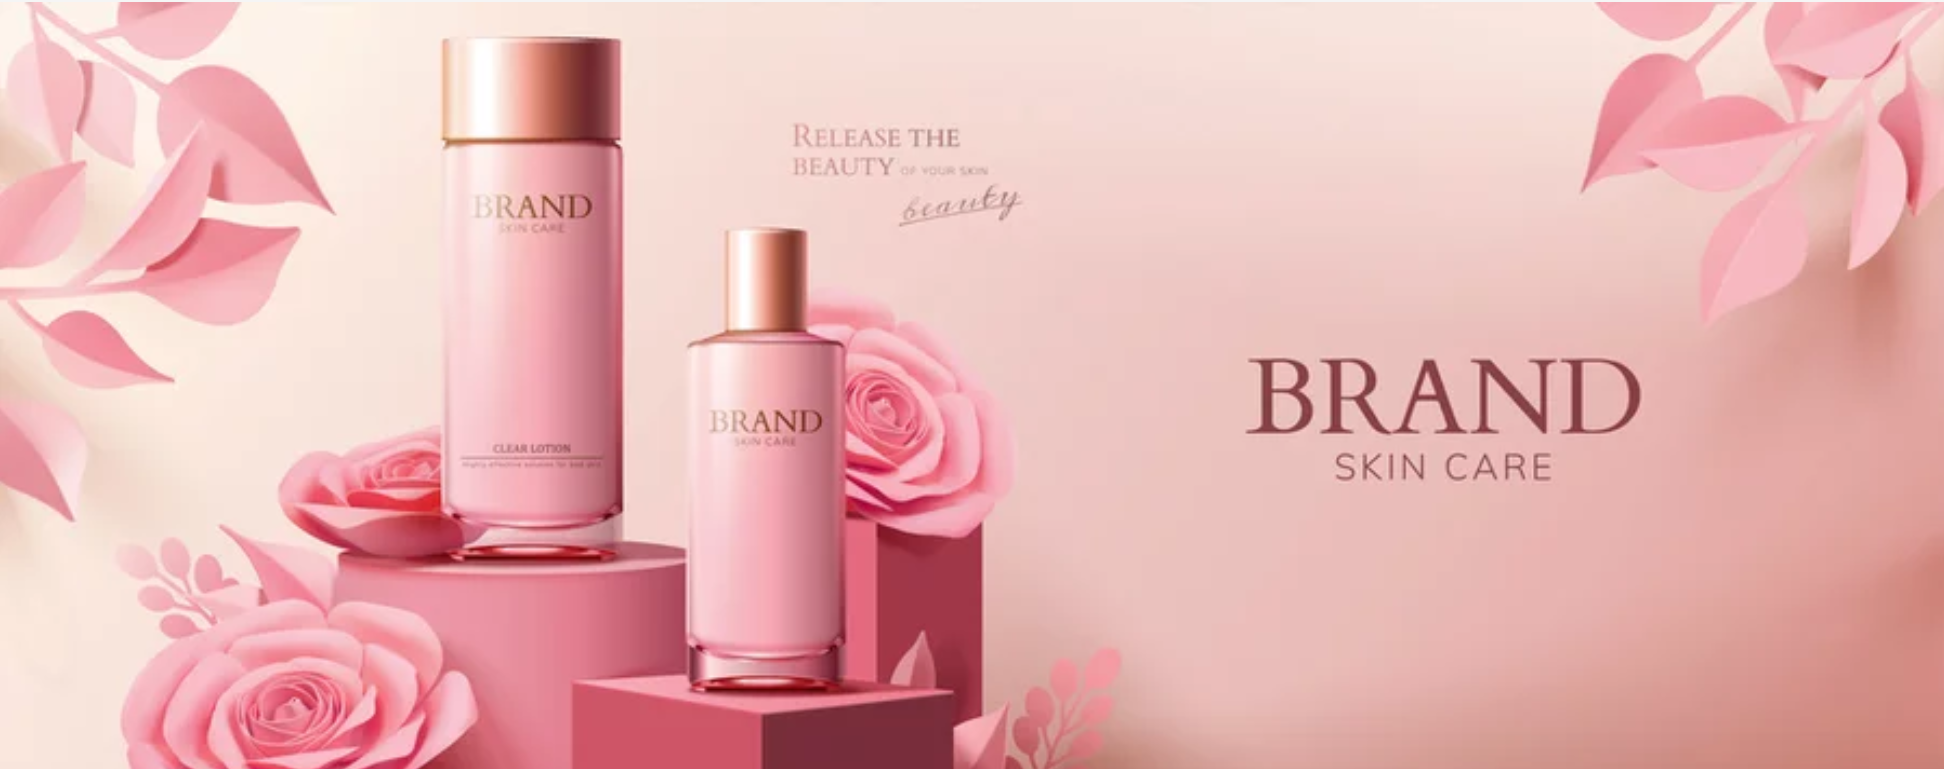 BRAND
SKIN CARE
CLEAR LOTION
RELEASE THE
BEAUTY OF YOUR SKIN
beauty
BRAND
SKIN CARE
BRAND
SKIN CARE